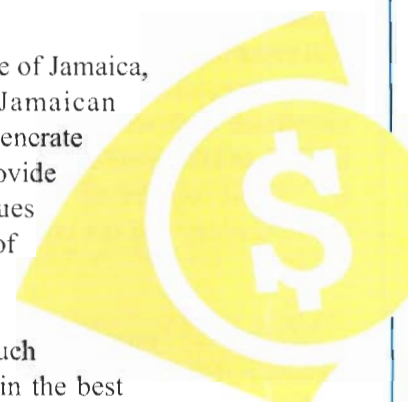 e of Jamaica,
Jamaican
encrate
ovide
ues
of
uch
in the best
$